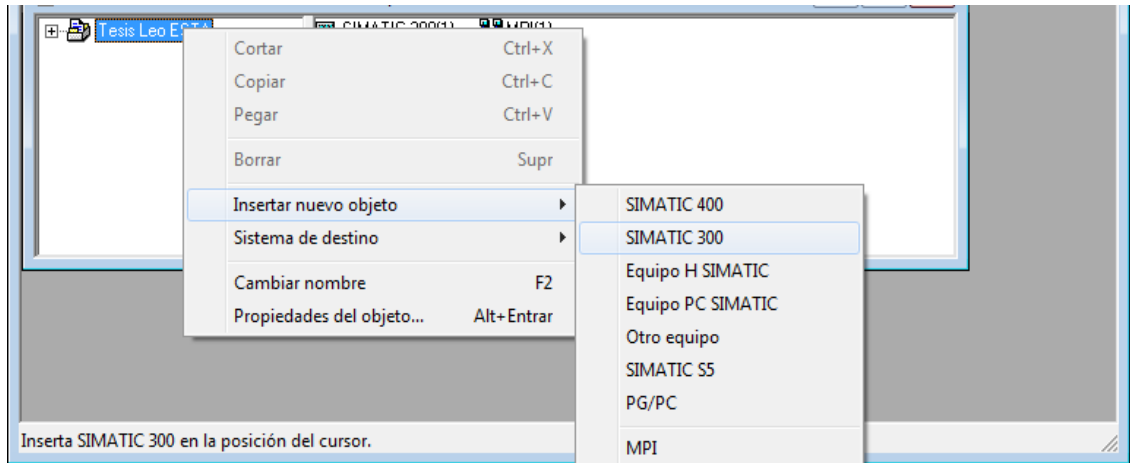 Tesis Leo ESTA
SIMATIC 300(1) MPI(1)
Cortar Ctrl+X
Copiar Ctrl+C
Pegar Ctrl+V
Borrar Supr
Insertar nuevo objeto
Sistema de destino
Cambiar nombre F2
Propiedades del objeto... Alt+Entrar
SIMATIC 400
SIMATIC 300
Equipo H SIMATIC
Equipo PC SIMATIC
Otro equipo
SIMATIC S5
PG/PC
MPI
Inserta SIMATIC 300 en la posición del cursor.